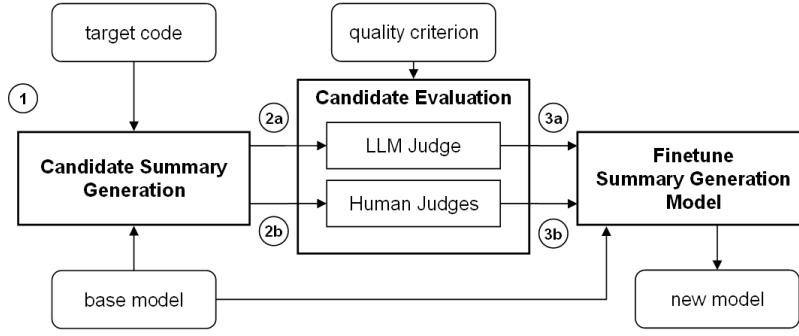 target code
quality criterion
1
Candidate Evaluation
2a
3a
LLM Judge
Candidate Summary
Generation
Finetune
Summary Generation
Model
Human Judges
2b
3b
base model
new model